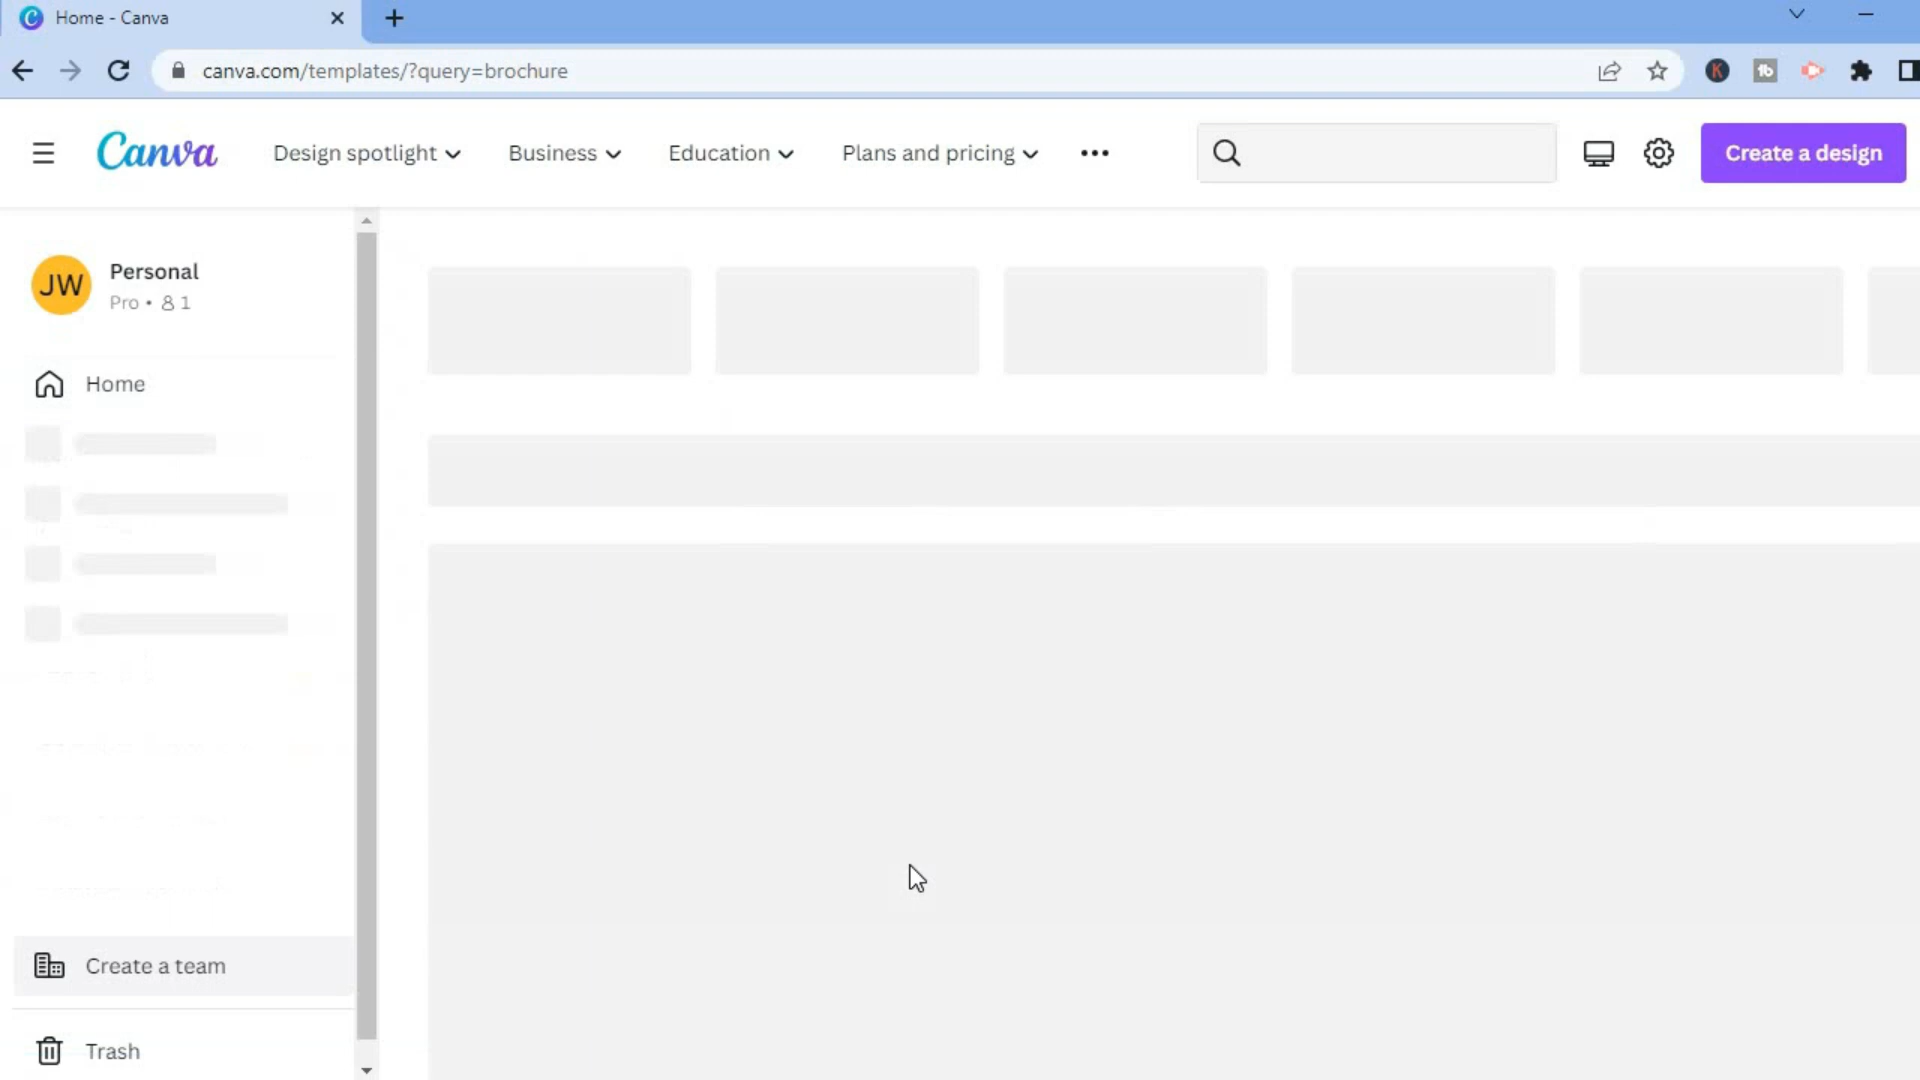 Home - Canva
canva.com/templates/?query=brochure
K
tb
Canva
Design spotlight
Business
Education
Plans and pricing
Create a design
JW
Personal
Pro • 1
Home
Create a team
Trash